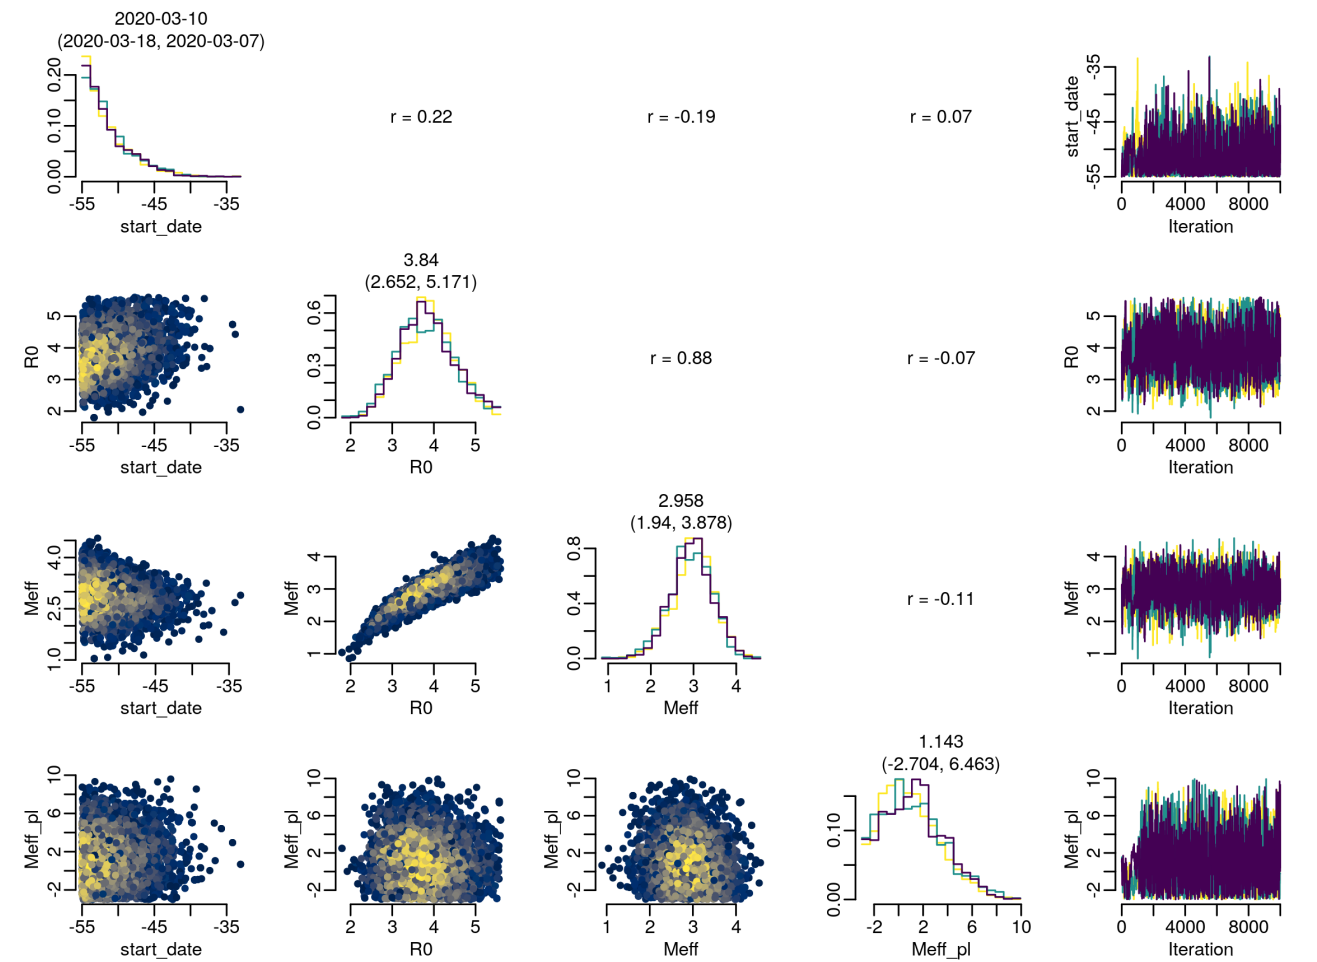 2020-03-10
(2020-03-18, 2020-03-07)
0.00 0.10 0.20
-55 -45 -35
start_date
r = 0.22
r = -0.19
r = 0.07
start_date
-55 -45 -35
0 4000 8000
Iteration
R0
2 3 4 5
-55 -45 -35
start_date
3.84
(2.652, 5.171)
0.0 0.3 0.6
2 3 4 5
R0
r = 0.88
r = -0.07
R0
2 3 4 5
0 4000 8000
Iteration
Meff
1.0 2.5 4.0
-55 -45 -35
start_date
Meff
1 2 3 4
2 3 4 5
R0
2.958
(1.94, 3.878)
0.0 0.4 0.8
1 2 3 4
Meff
r = -0.11
Meff
1 2 3 4
0 4000 8000
Iteration
Meff_pl
-2 2 6 10
-55 -45 -35
start_date
Meff_pl
-2 2 6 10
2 3 4 5
R0
Meff_pl
-2 2 6 10
1 2 3 4
Meff
1.143
(-2.704, 6.463)
0.00 0.10
-2 2 6 10
Meff_pl
Meff_pl
-2 2 6 10
0 4000 8000
Iteration